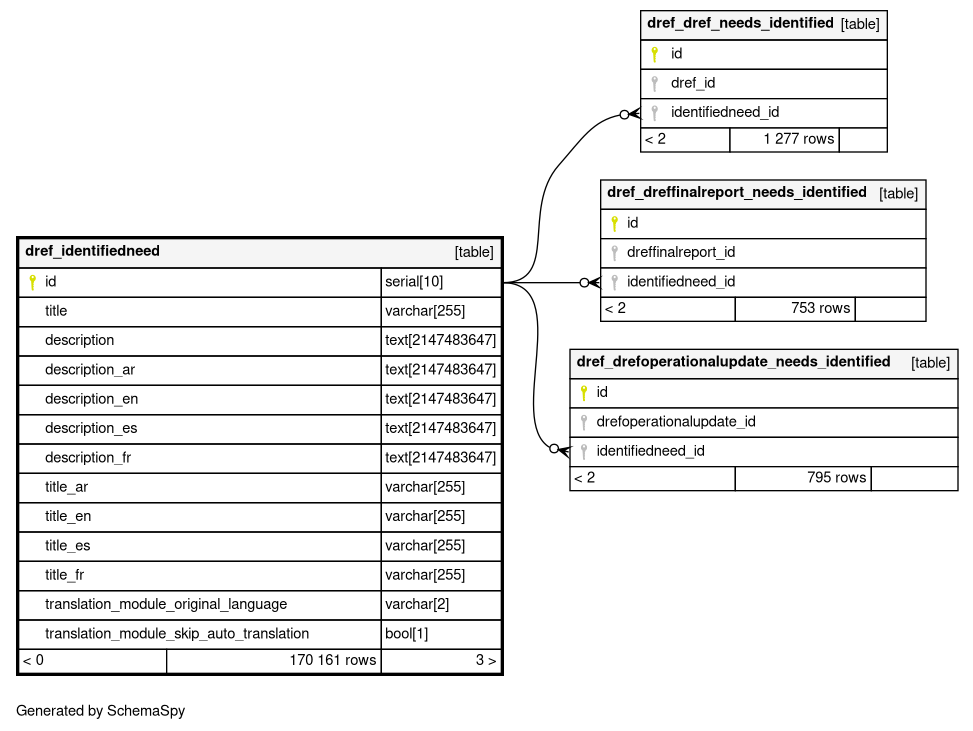 dref_dref_needs_identified [table]
id
dref_id
identifiedneed_id
< 2 1 277 rows
dref_dreffinalreport_needs_identified [table]
id
dreffinalreport_id
identifiedneed_id
< 2 753 rows
dref_identifiedneed [table]
id serial[10]
title varchar[255]
description text[2147483647]
description_ar text[2147483647]
description_en text[2147483647]
description_es text[2147483647]
description_fr text[2147483647]
title_ar varchar[255]
title_en varchar[255]
title_es varchar[255]
title_fr varchar[255]
translation_module_original_language varchar[2]
translation_module_skip_auto_translation bool[1]
< 0 170 161 rows 3 >
dref_drefoperationalupdate_needs_identified [table]
id
drefoperationalupdate_id
identifiedneed_id
< 2 795 rows
Generated by SchemaSpy